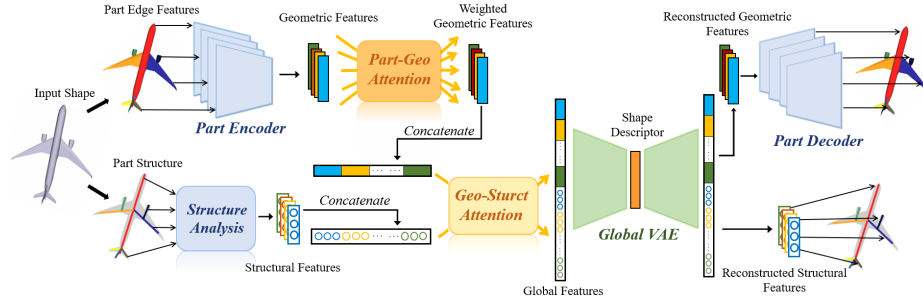 Part Edge Features
Geometric Features
Weighted
Geometric Features
Reconstructed Geometric
Features
Part-Geo
Attention
Input Shape
Part Encoder
Shape
Descriptor
Part Decoder
Concatenate
Part Structure
Structure
Analysis
Concatenate
Geo-Sturct
Attention
Global VAE
Structural Features
Global Features
Reconstructed Structural
Features